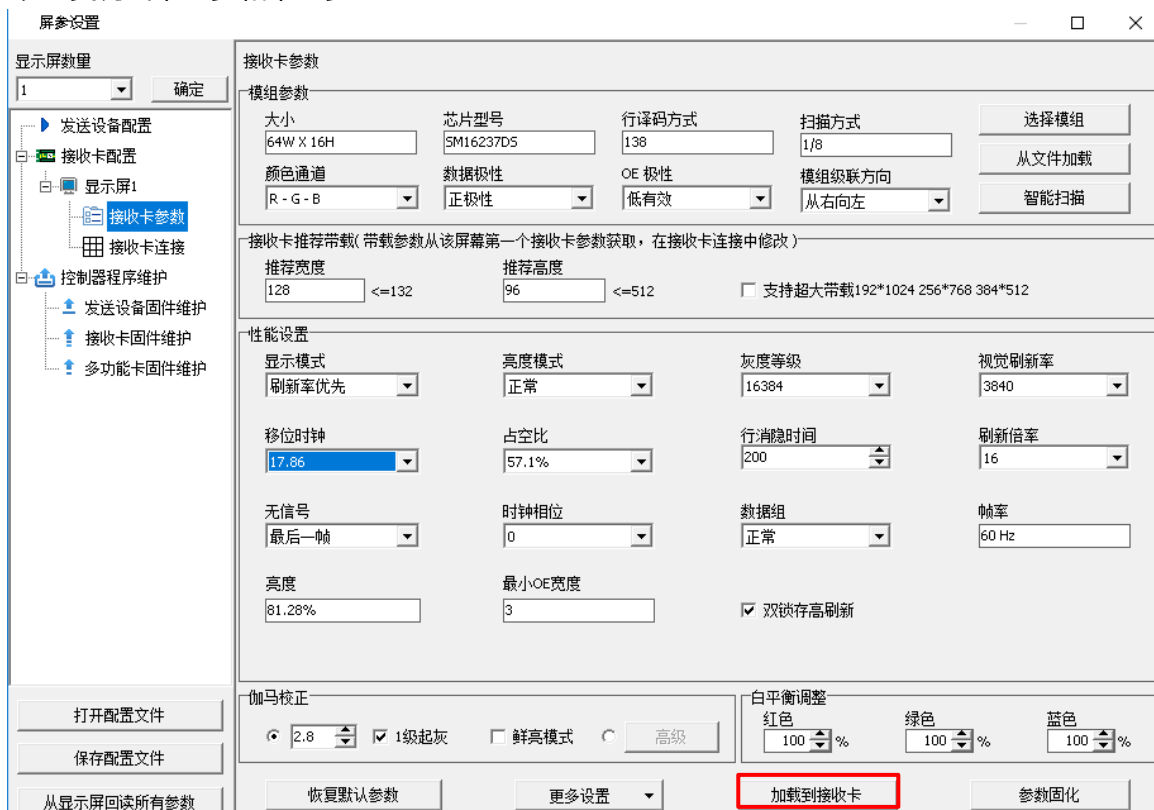 屏参设置
显示屏数量
1
确定
发送设备配置
接收卡配置
显示屏1
接收卡参数
接收卡连接
控制器程序维护
发送设备固件维护
接收卡固件维护
多功能卡固件维护
打开配置文件
保存配置文件
从显示屏回读所有参数
接收卡参数
模组参数
大小 芯片型号 行译码方式 扫描方式 选择模组
64W X 16H SM16237DS 138 1/8 从文件加载
颜色通道 数据极性 OE 极性 模组级联方向 智能扫描
R - G - B 正极性 低有效 从右向左
接收卡推荐带载(带载参数从该屏幕第一个接收卡参数获取，在接收卡连接中修改)
推荐宽度 推荐高度
128 <=132 96 <=512 支持超大带载192*1024 256*768 384*512
性能设置
显示模式 亮度模式 灰度等级 视觉刷新率
刷新率优先 正常 16384 3840
移位时钟 占空比 行消隐时间 刷新倍率
17.86 57.1% 200 16
无信号 时钟相位 数据组 帧率
最后一帧 0 正常 60 Hz
亮度 最小OE宽度
81.28% 3 双锁存高刷新
伽马校正 白平衡调整
红色 绿色 蓝色
2.8 1级起灰 鲜亮模式 高级 100 % 100 % 100 %
恢复默认参数 更多设置 加载到接收卡 参数固化